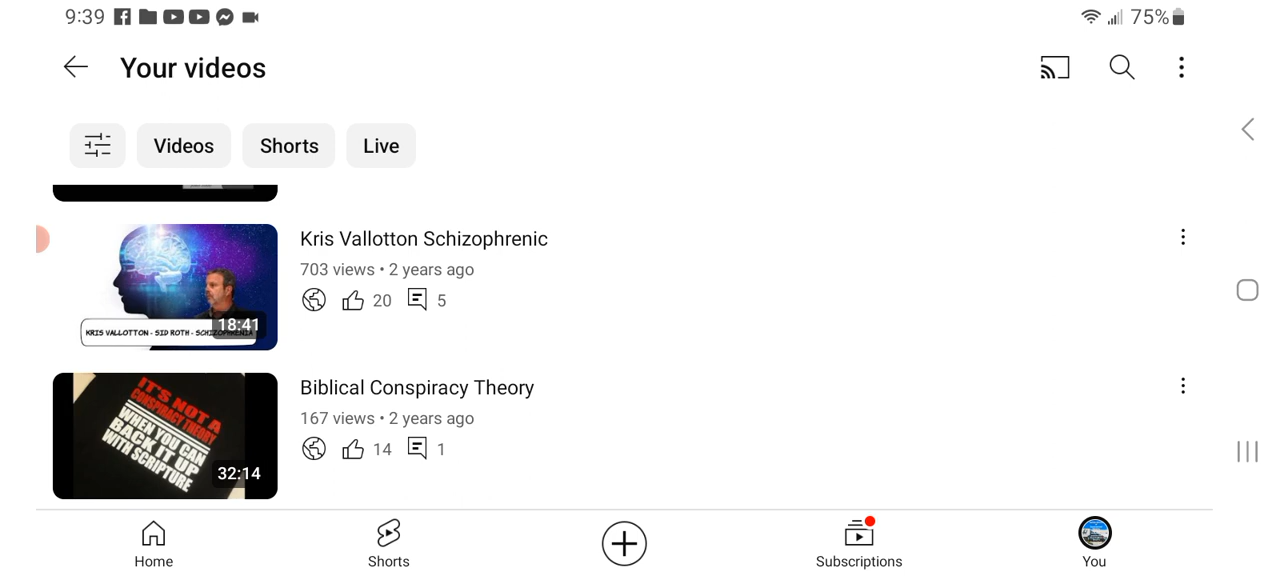 9:39
75%
Your videos
Videos
Shorts
Live
KRIS VALLOTTON - SID ROTH -
18:41
Kris Vallotton Schizophrenic
703 views • 2 years ago
20
5
IT'S NOT A
CONSPIRACY THEORY
WHEN YOU CAN
BACK IT UP
WITH SCRIPTURE
32:14
Biblical Conspiracy Theory
167 views • 2 years ago
14
1
Home
Shorts
Subscriptions
You